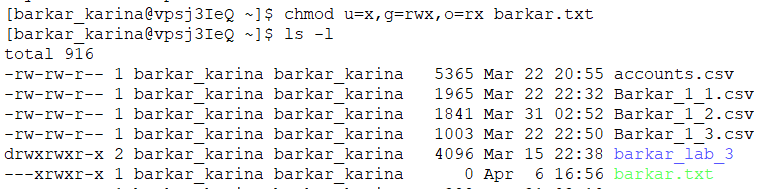 [barkar_karina@vpsj3IeQ ~]$ chmod u=x,g=rwx,o=rx barkar.txt
[barkar_karina@vpsj3IeQ ~]$ ls -l
total 916
-rw-rw-r-- 1 barkar_karina barkar_karina   5365 Mar 22 20:55 accounts.csv
-rw-rw-r-- 1 barkar_karina barkar_karina   1965 Mar 22 22:32 Barkar_1_1.csv
-rw-rw-r-- 1 barkar_karina barkar_karina   1841 Mar 31 02:52 Barkar_1_2.csv
-rw-rw-r-- 1 barkar_karina barkar_karina   1003 Mar 22 22:50 Barkar_1_3.csv
drwxrwxr-x 2 barkar_karina barkar_karina   4096 Mar 15 22:38 barkar_lab_3
---xrwxr-x 1 barkar_karina barkar_karina      0 Apr  6 16:56 barkar.txt